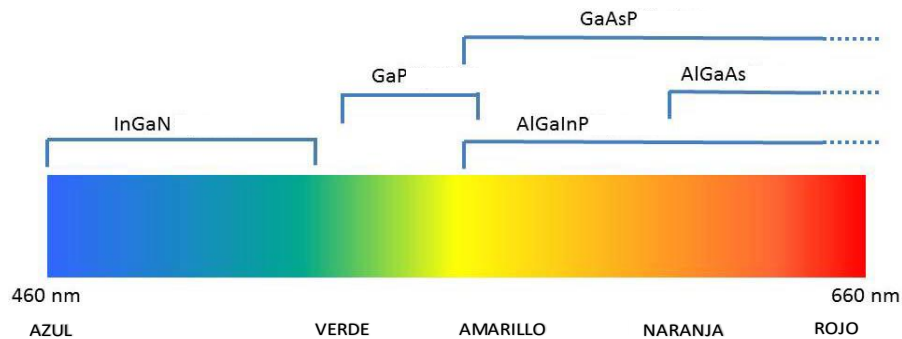 GaAsP
GaP
AlGaAs
InGaN
AlGaInP
460 nm
660 nm
AZUL
VERDE
AMARILLO
NARANJA
ROJO